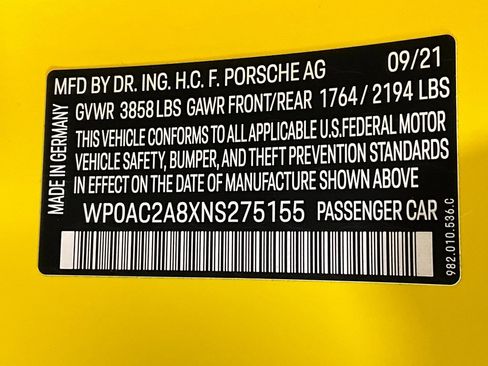 MFD BY DR. ING. H.C. F. PORSCHE AG 09/21
GVWR 3858LBS GAWR FRONT/REAR 1764/2194 LBS
THIS VEHICLE CONFORMS TO ALL APPLICABLE U.S.FEDERAL MOTOR
VEHICLE SAFETY, BUMPER, AND THEFT PREVENTION STANDARDS
IN EFFECT ON THE DATE OF MANUFACTURE SHOWN ABOVE
WP0AC2A8XNS275155 PASSENGER CAR
MADE IN GERMANY
982.010.536.C